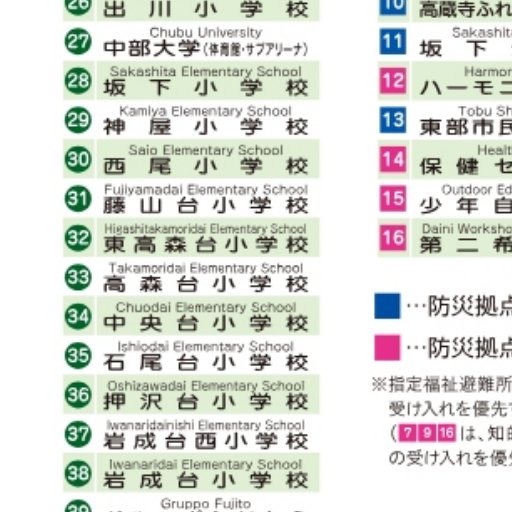 26 出川小学校
27 Chubu University
中部大学(体育館・サブアリーナ)
28 Sakashita Elementary School
坂下小学校
29 Kamiya Elementary School
神屋小学校
30 Saio Elementary School
西尾小学校
31 Fujiyamadai Elementary School
藤山台小学校
32 Higashitakamoridai Elementary School
東高森台小学校
33 Takamoridai Elementary School
高森台小学校
34 Chuodai Elementary School
中央台小学校
35 Ishiodai Elementary School
石尾台小学校
36 Oshizawadai Elementary School
押沢台小学校
37 Iwanaridainishi Elementary School
岩成台西小学校
38 Iwanaridai Elementary School
岩成台小学校
39 Gruppo Fujito
10 高蔵寺ふれ
11 Sakashita
坂下
12 Harmon
ハーモニ
13 Tobu Sh
東部市民
14 Healt
保健セ
15 Outdoor Ed
少年自
16 Daini Worksho
第二希
…防災拠点
…防災拠点
※指定福祉避難所
受け入れを優先
(7 9 16は、知的
の受け入れを優先